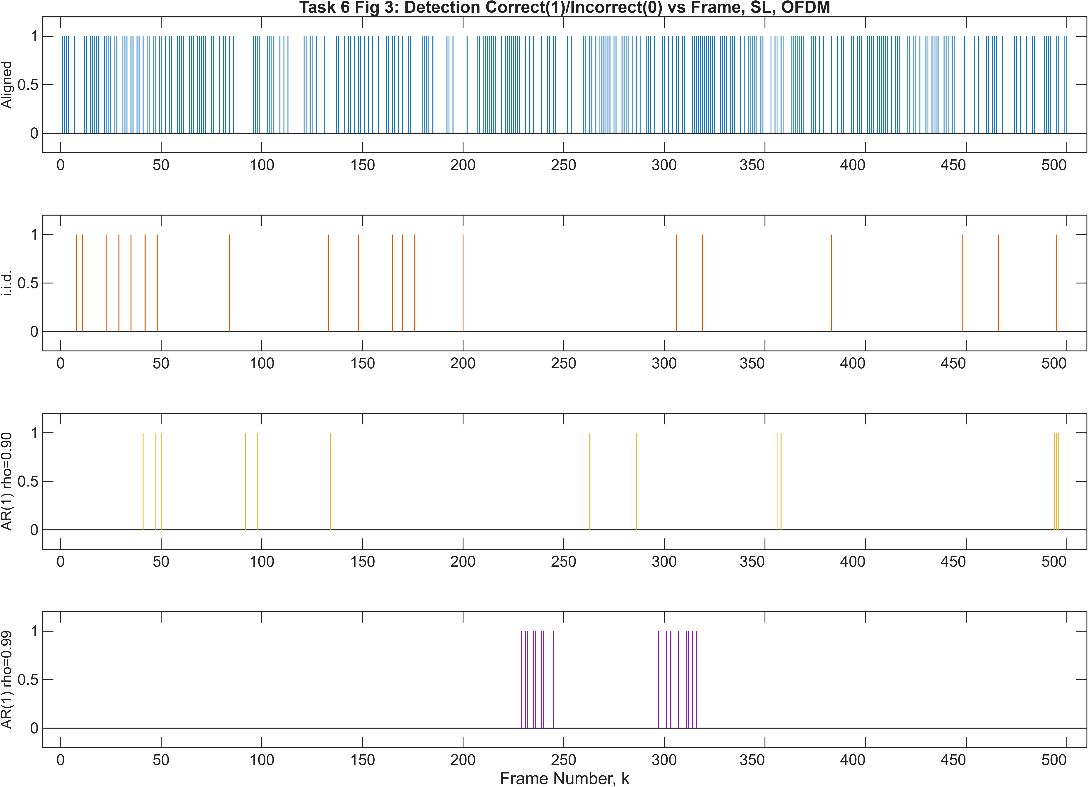 Task 6 Fig 3: Detection Correct(1)/Incorrect(0) vs Frame, SL, OFDM
1
0.5
0
Aligned
0 50 100 150 200 250 300 350 400 450 500
1
0.5
0
i.i.d.
0 50 100 150 200 250 300 350 400 450 500
1
0.5
0
AR(1) rho=0.90
0 50 100 150 200 250 300 350 400 450 500
1
0.5
0
AR(1) rho=0.99
0 50 100 150 200 250 300 350 400 450 500
Frame Number, k